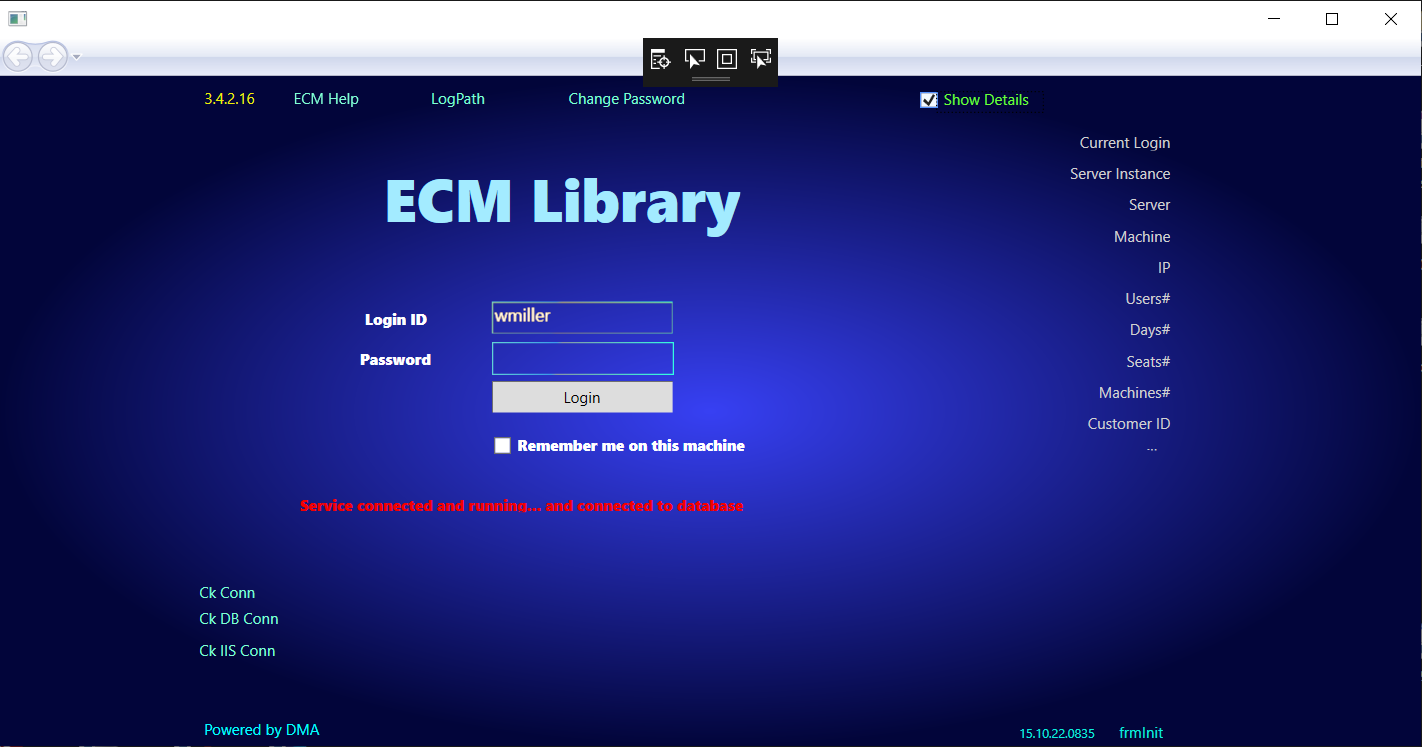 3.4.2.16 ECM Help LogPath Change Password Show Details
Current Login
Server Instance
Server
Machine
IP
Users#
Days#
Seats#
Machines#
Customer ID
...
ECM Library
Login ID wmiller
Password
Login
Remember me on this machine
Service connected and running... and connected to database
Ck Conn
Ck DB Conn
Ck IIS Conn
Powered by DMA 15.10.22.0835 frmInit